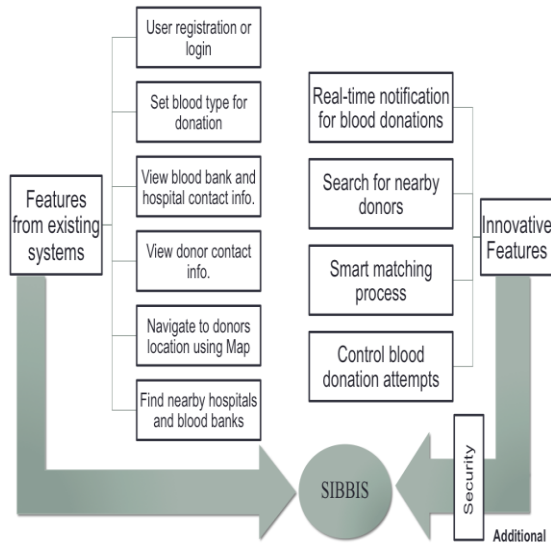 User registration or
login
Set blood type for
donation
View blood bank and
hospital contact info.
View donor contact
info.
Navigate to donors
location using Map
Find nearby hospitals
and blood banks
Features
from existing
systems
Real-time notification
for blood donations
Search for nearby
donors
Smart matching
process
Control blood
donation attempts
Innovative
Features
SIBBIS
Security
Additional